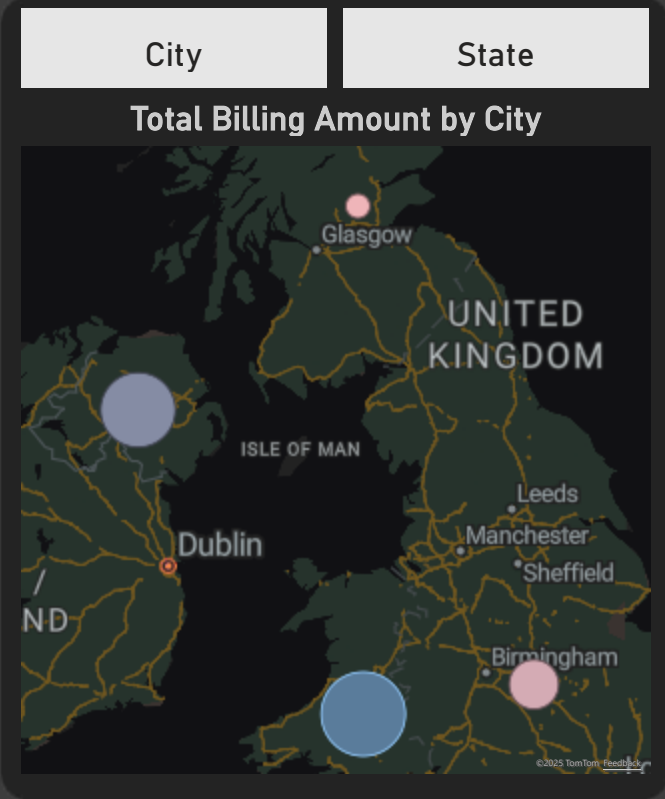 City
State
Total Billing Amount by City
Glasgow
UNITED
KINGDOM
ISLE OF MAN
Leeds
Manchester
Dublin
Sheffield
/
ND
Birmingham
©2025 TomTom Feedback